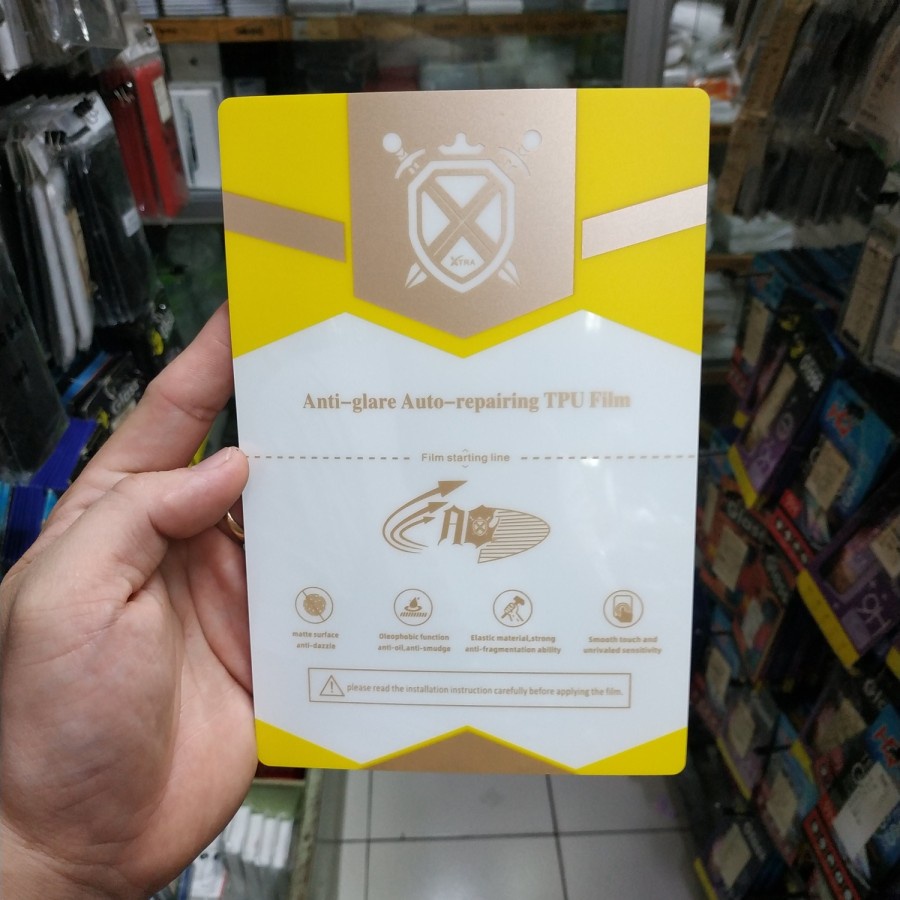 XTRA
Anti-glare Auto-repairing TPU Film
Film starting line
AG
matte surface
anti-dazzle
Oleophobic function
anti-oil,anti-smudge
Elastic material,strong
anti-fragmentation ability
Smooth touch and
unrivaled sensitivity
please read the installation instruction carefully before applying the film.